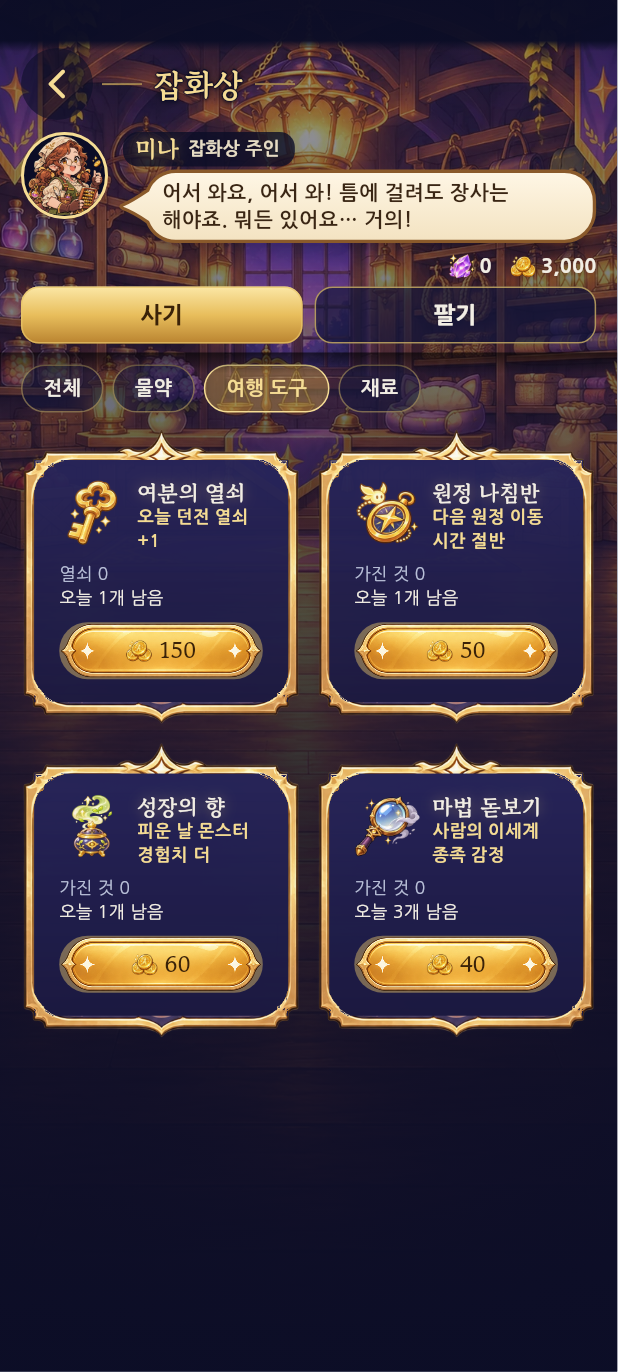 잡화상
미나 잡화상 주인
어서 와요, 어서 와! 틈에 걸려도 장사는
해야죠. 뭐든 있어요… 거의!
0 3,000
사기 팔기
전체 물약 여행 도구 재료
여분의 열쇠
오늘 던전 열쇠
+1
열쇠 0
오늘 1개 남음
150
원정 나침반
다음 원정 이동
시간 절반
가진 것 0
오늘 1개 남음
50
성장의 향
피운 날 몬스터
경험치 더
가진 것 0
오늘 1개 남음
60
마법 돋보기
사람의 이세계
종족 감정
가진 것 0
오늘 3개 남음
40